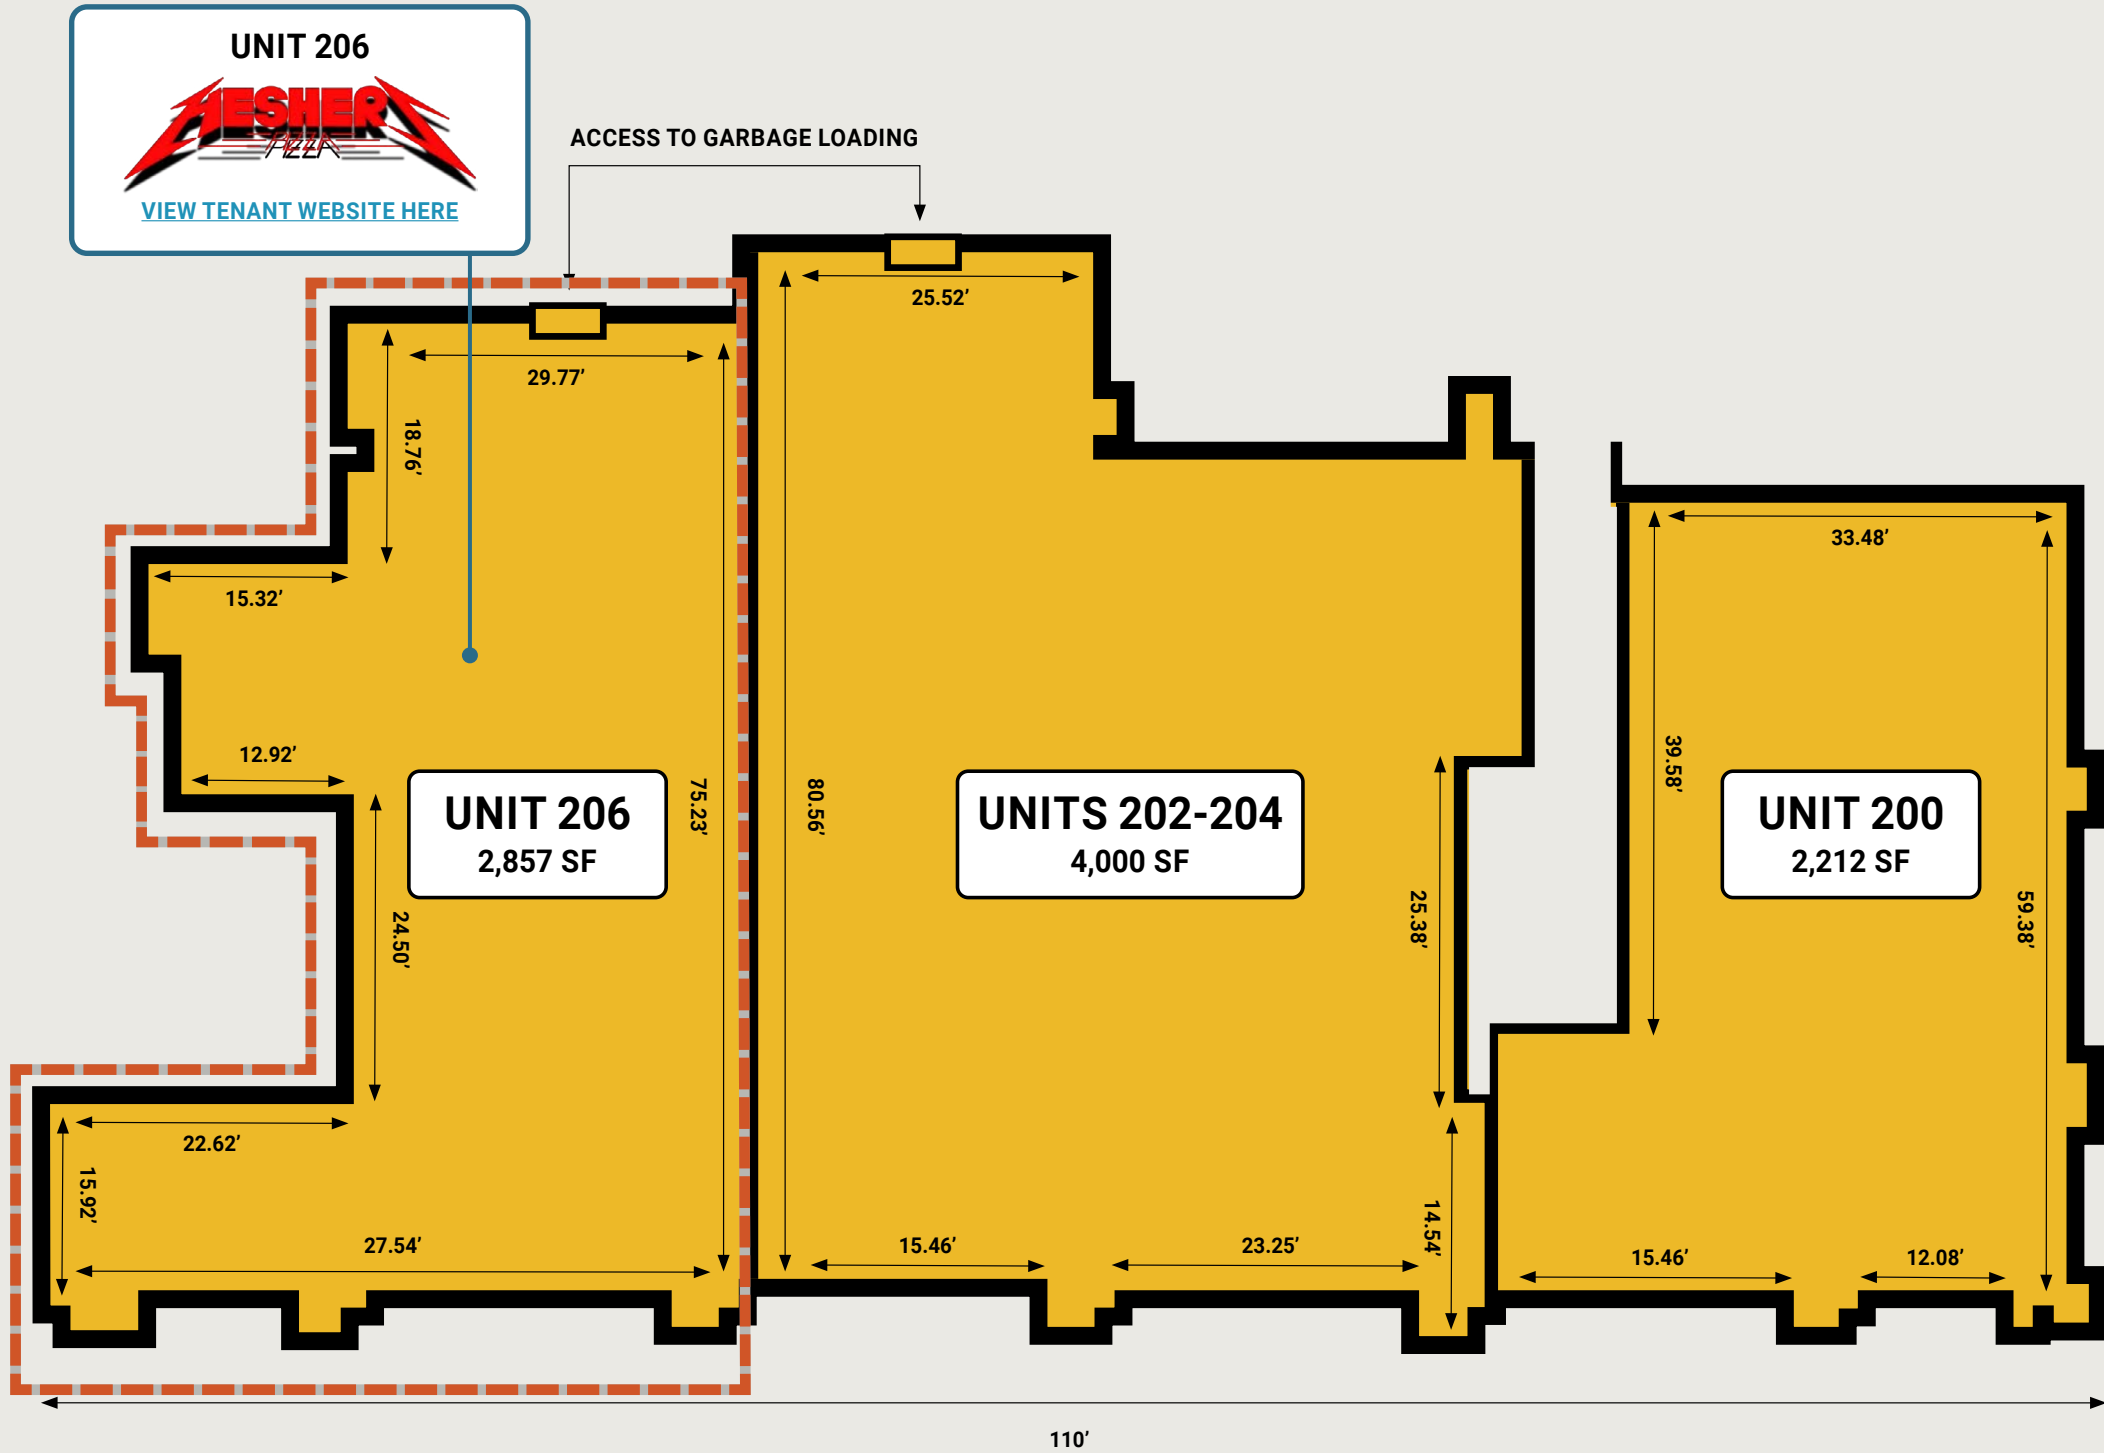 UNIT 206
HESHER'S
PIZZA
VIEW TENANT WEBSITE HERE
ACCESS TO GARBAGE LOADING
25.52’
29.77’
18.76’
15.32’
12.92’
33.48’
39.58’
UNIT 206
2,857 SF
75.23’
80.56’
UNITS 202-204
4,000 SF
25.38’
UNIT 200
2,212 SF
59.38’
24.50’
22.62’
15.92’
27.54’
15.46’
23.25’
14.54’
15.46’
12.08’
110’